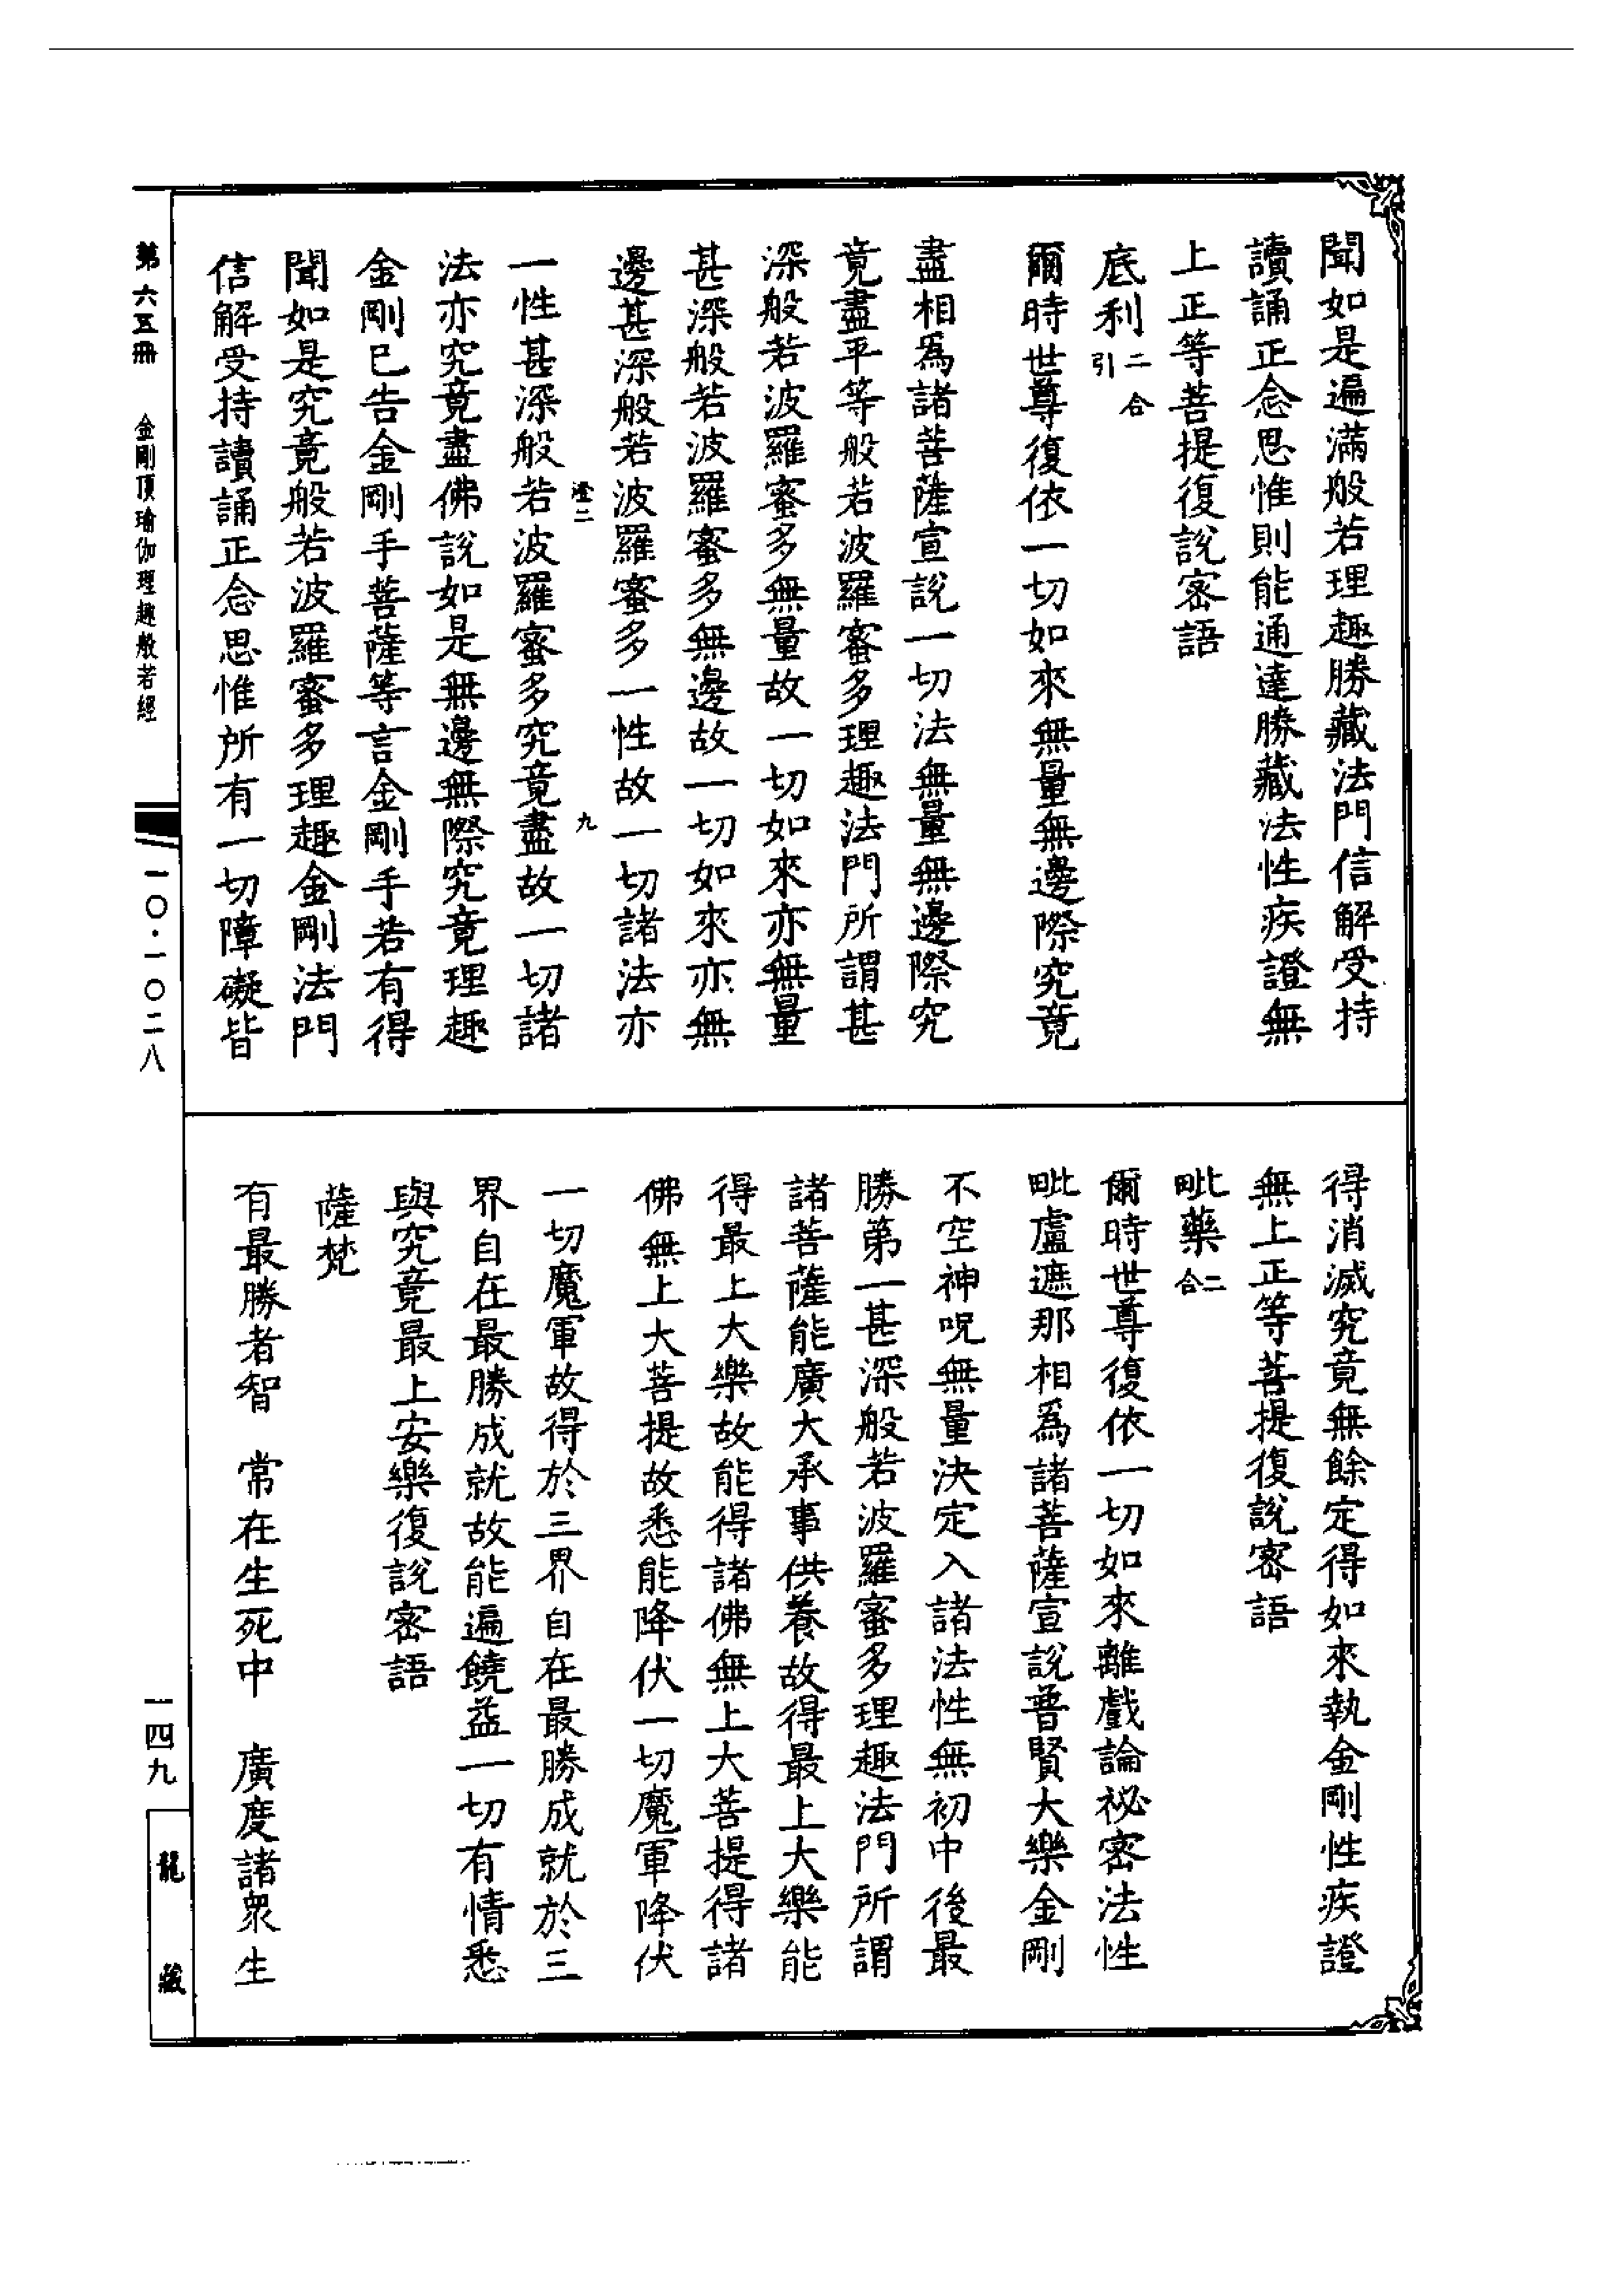 聞如是遍滿般若理趣勝藏法門信解受持
讀誦正念思惟則能通達勝藏法性疾證無
上正等菩提復說密語
底利二合引
爾時世尊復依一切如來無量無邊際究竟
盡相爲諸菩薩宣說一切法無量無邊際究
竟盡平等般若波羅蜜多理趣法門所謂甚
深般若波羅蜜多無量故一切如來亦無量
甚深般若波羅蜜多無邊故一切如來亦無
邊甚深般若波羅蜜多一性故一切諸法亦
澄二 九
一性甚深般若波羅蜜多究竟盡故一切諸
法亦究竟盡佛說如是無邊無際究竟理趣
金剛已告金剛手菩薩等言金剛手若有得
聞如是究竟般若波羅蜜多理趣金剛法門
信解受持讀誦正念思惟所有一切障礙皆
得消滅究竟無餘定得如來執金剛性疾證
無上正等菩提復說密語
毗藥二合
爾時世尊復依一切如來離戲論祕密法性
毗盧遮那相爲諸菩薩宣說普賢大樂金剛
不空神呪無量決定入諸法性無初中後最
勝第一甚深般若波羅蜜多理趣法門所謂
諸菩薩能廣大承事供養故得最上大樂能
得最上大樂故能得諸佛無上大菩提得諸
佛無上大菩提故悉能降伏一切魔軍降伏
一切魔軍故得於三界自在最勝成就於三
界自在最勝成就故能遍饒益一切有情悉
與究竟最上安樂復說密語
薩梵
有最勝者智 常在生死中 廣度諸衆生
第六五冊 金剛頂瑜伽理趣般若經
一〇·一〇二八
一四九
龍藏